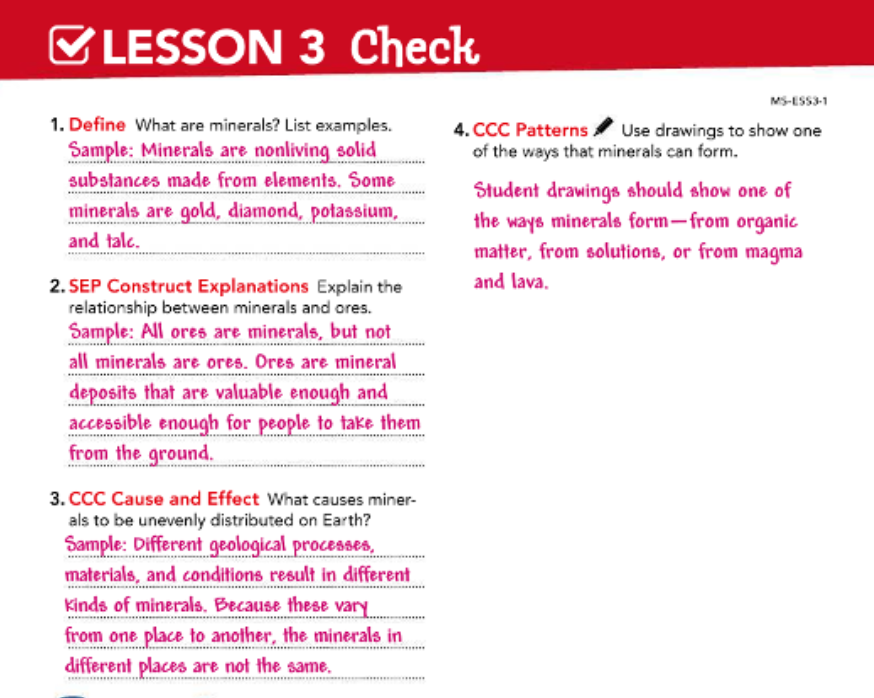 LESSON 3 Check
MS-ESS3-1
1. Define What are minerals? List examples.
Sample: Minerals are nonliving solid
substances made from elements. Some
minerals are gold, diamond, potassium,
and talc.
2. SEP Construct Explanations Explain the
relationship between minerals and ores.
Sample: All ores are minerals, but not
all minerals are ores. Ores are mineral
deposits that are valuable enough and
accessible enough for people to take them
from the ground.
3. CCC Cause and Effect What causes miner-
als to be unevenly distributed on Earth?
Sample: Different geological processes,
materials, and conditions result in different
kinds of minerals. Because these vary
from one place to another, the minerals in
different places are not the same.
4. CCC Patterns Use drawings to show one
of the ways that minerals can form.
Student drawings should show one of
the ways minerals form—from organic
matter, from solutions, or from magma
and lava.